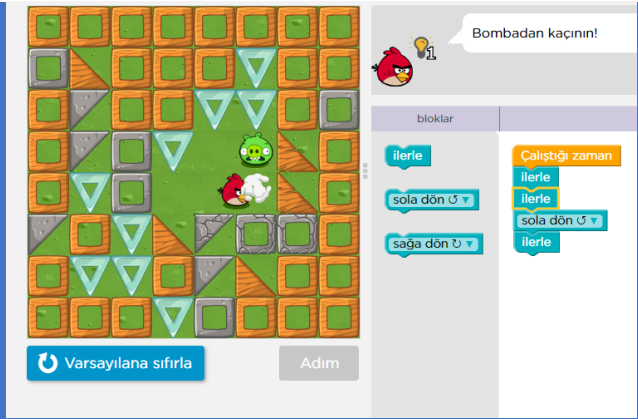 Bombadan kaçının!
1
bloklar
ilerle
sola dön ↺ ▼
sağa dön ↻ ▼
Çalıştığı zaman
ilerle
ilerle
sola dön ↺ ▼
ilerle
Varsayılana sıfırla
Adım